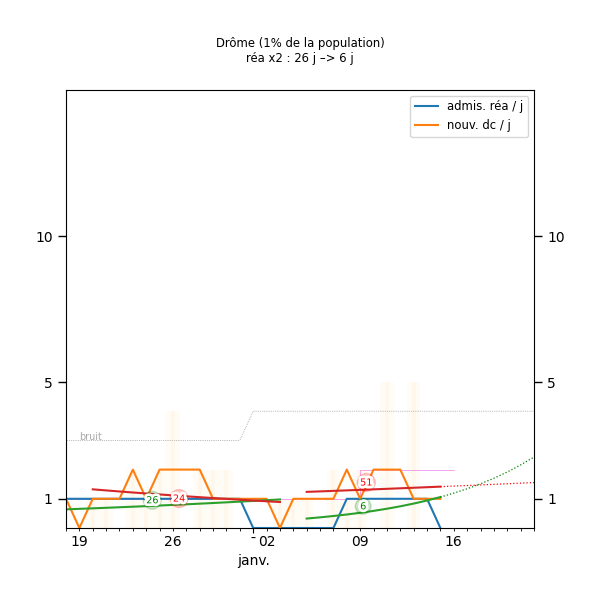 Drôme (1% de la population)
réa x2 : 26 j –> 6 j
admis. réa / j
nouv. dc / j
10
10
5
5
bruit
51
26
24
6
1
1
19
26
02
09
16
janv.